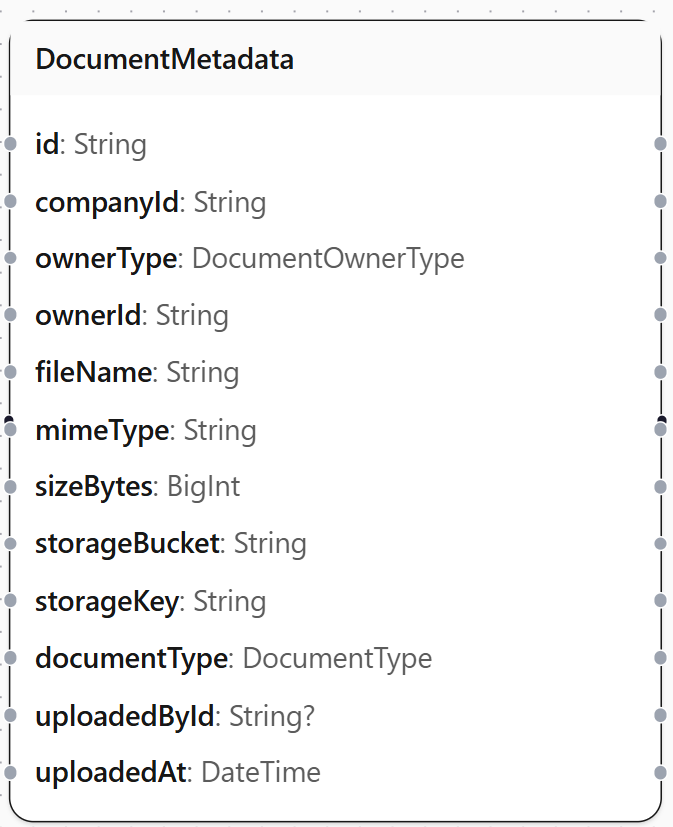 DocumentMetadata
id: String
companyId: String
ownerType: DocumentOwnerType
ownerId: String
fileName: String
mimeType: String
sizeBytes: BigInt
storageBucket: String
storageKey: String
documentType: DocumentType
uploadedById: String?
uploadedAt: DateTime